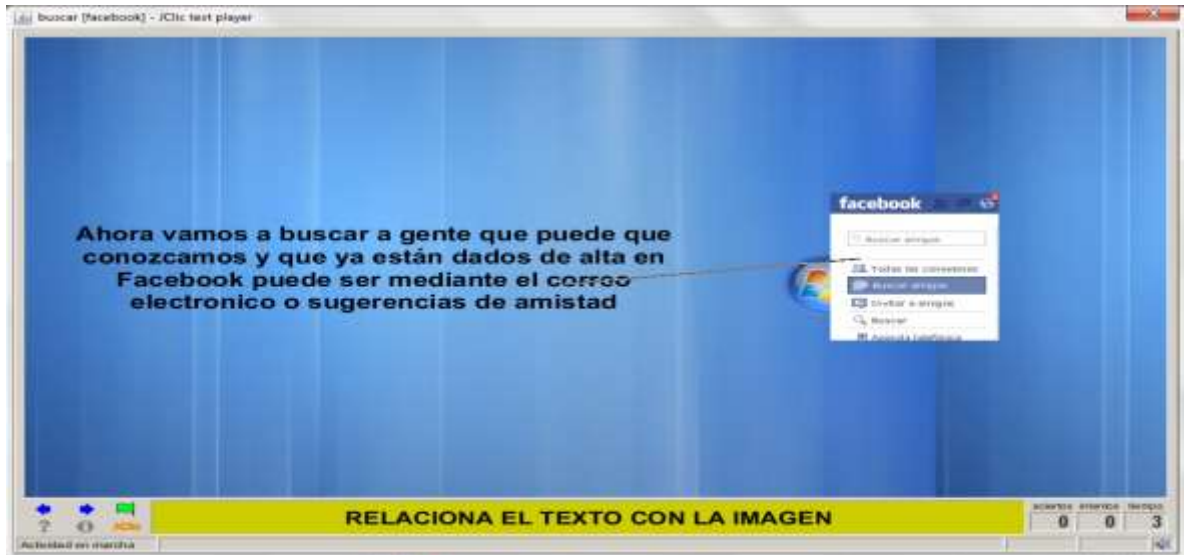 buscar [facebook] - JClic test player
Ahora vamos a buscar a gente que puede que
conozcamos y que ya están dados de alta en
Facebook puede ser mediante el correo
electronico o sugerencias de amistad
facebook
Buscar amigos
Todas las conexiones
Buscar amigos
Invitar a amigos
Buscar
Agenda telefónica
RELACIONA EL TEXTO CON LA IMAGEN
aciertos intentos tiempo
0 0 3
Actividad en marcha